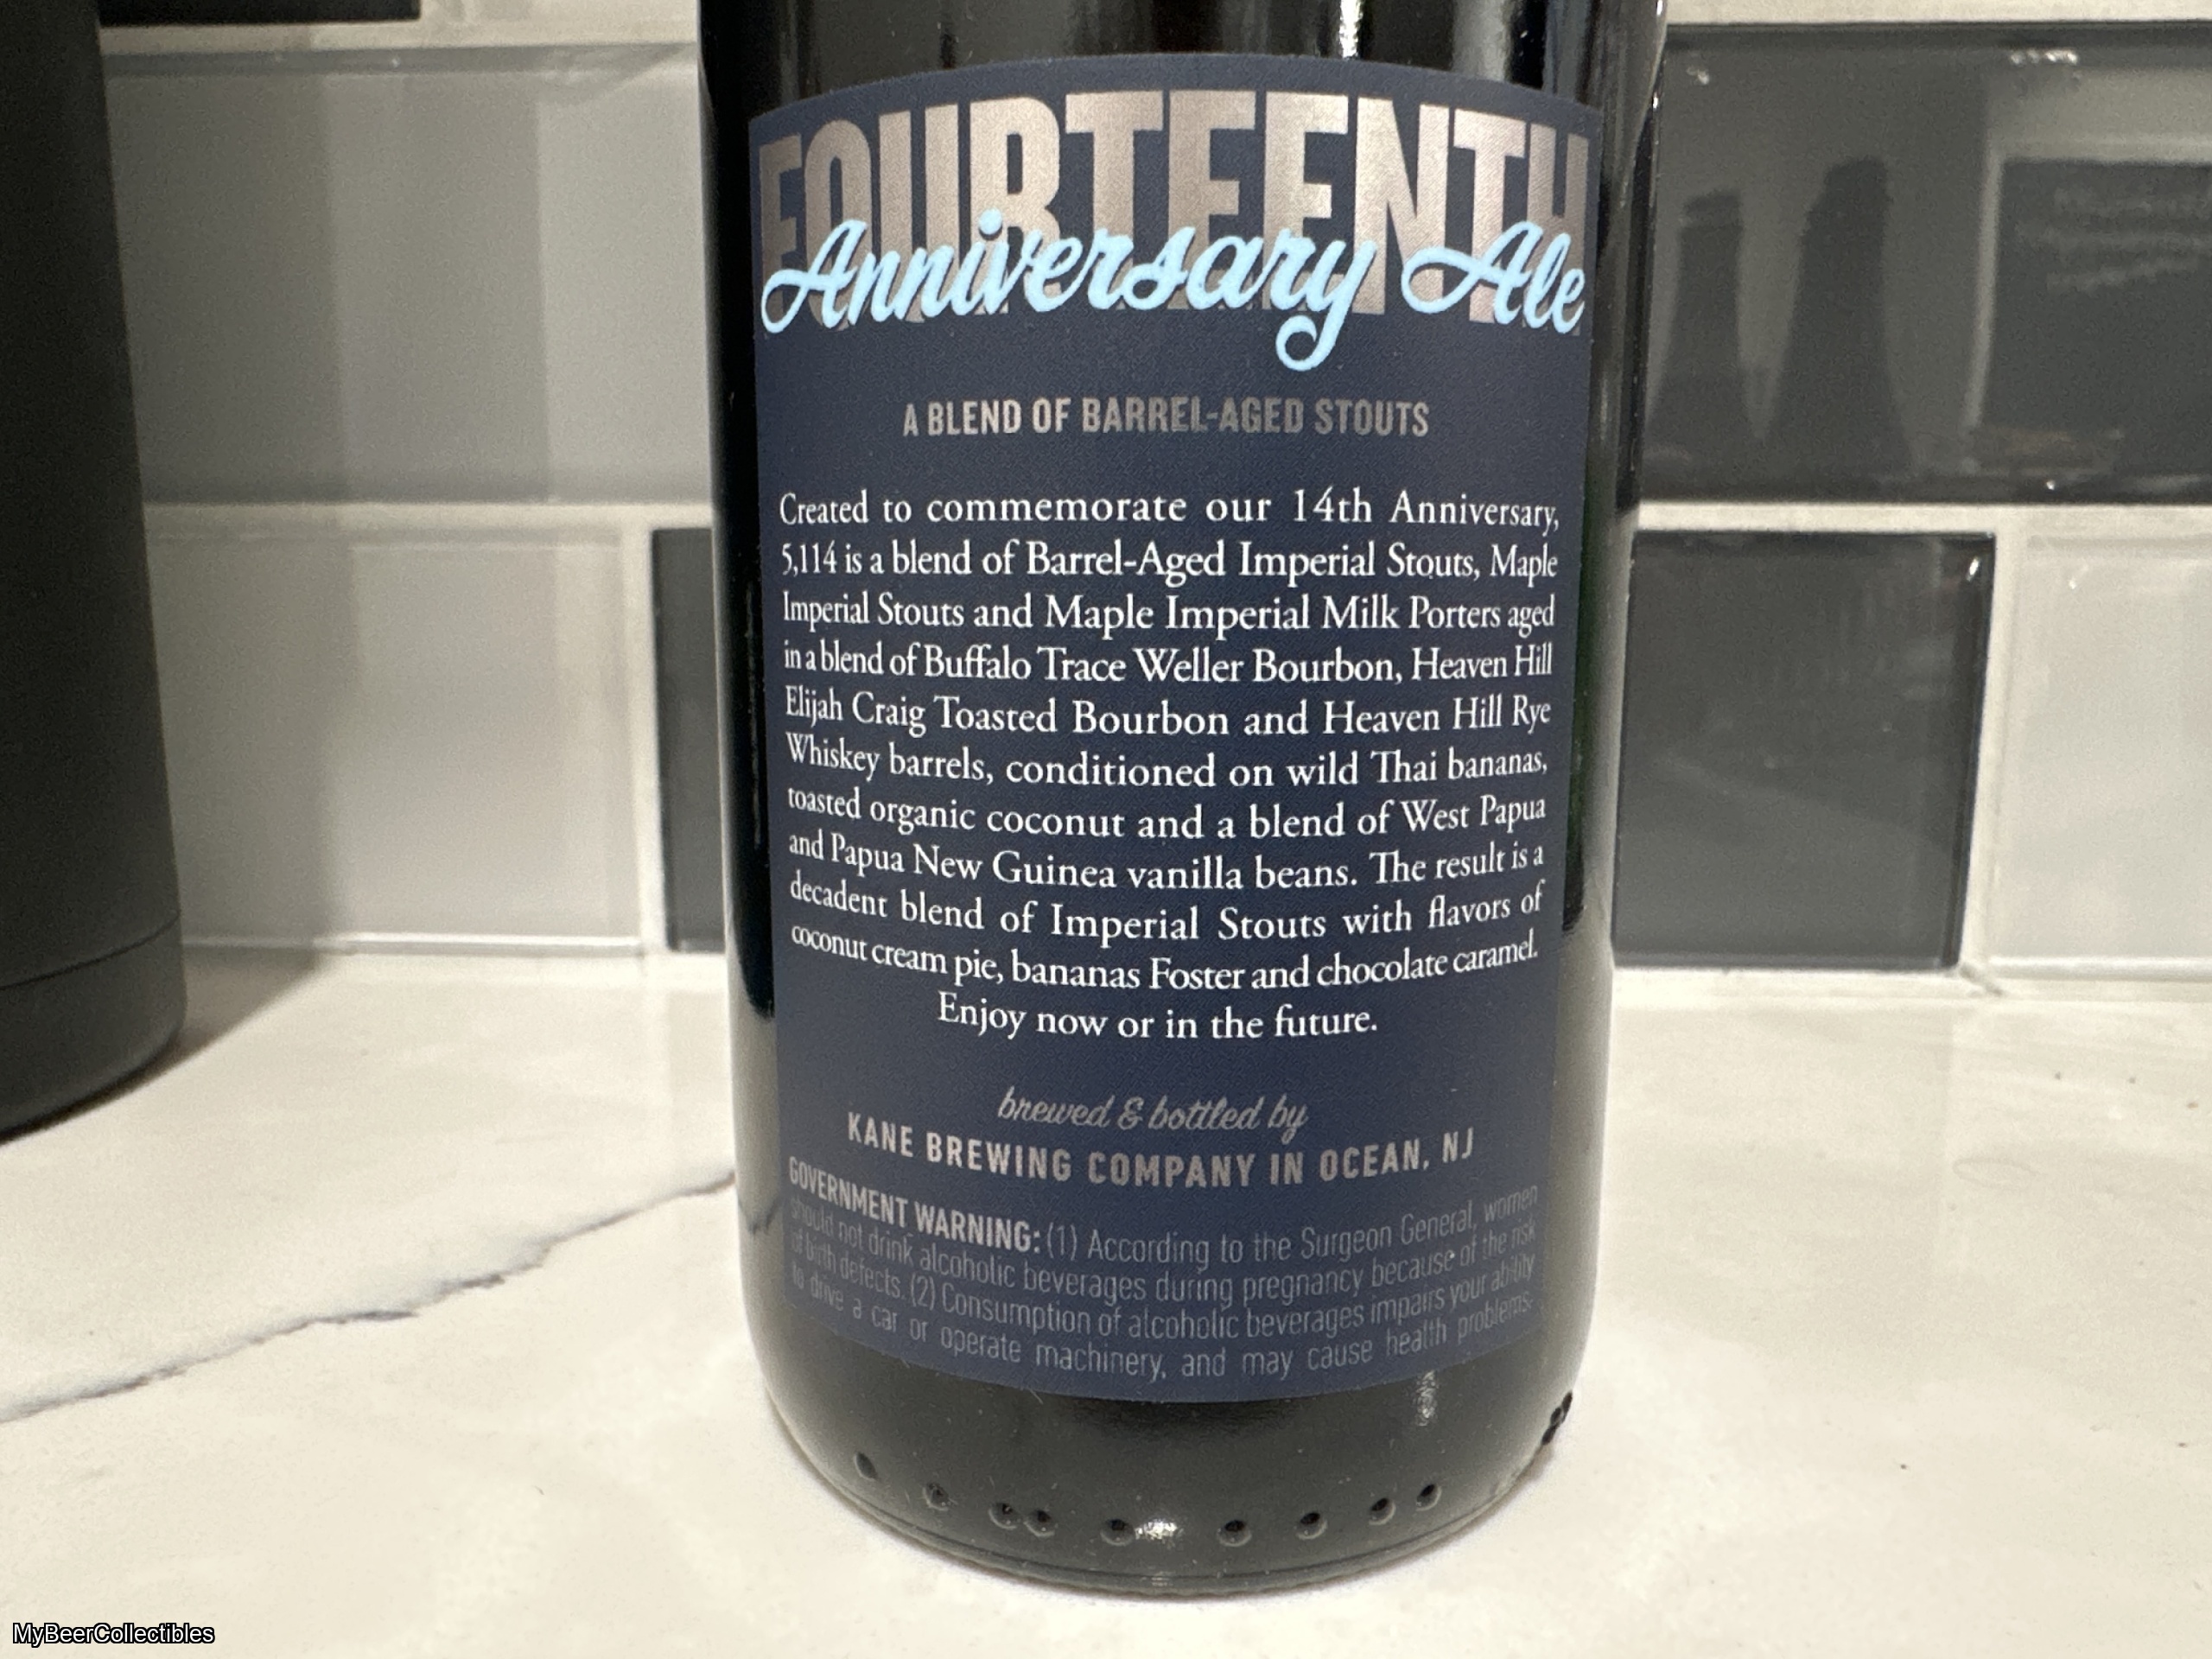 FOURTEENTH
Anniversary Ale
A BLEND OF BARREL-AGED STOUTS
Created to commemorate our 14th Anniversary,
5,114 is a blend of Barrel-Aged Imperial Stouts, Maple
Imperial Stouts and Maple Imperial Milk Porters aged
in a blend of Buffalo Trace Weller Bourbon, Heaven Hill
Elijah Craig Toasted Bourbon and Heaven Hill Rye
Whiskey barrels, conditioned on wild Thai bananas,
toasted organic coconut and a blend of West Papua
and Papua New Guinea vanilla beans. The result is a
decadent blend of Imperial Stouts with flavors of
coconut cream pie, bananas Foster and chocolate caramel.
Enjoy now or in the future.
brewed & bottled by
KANE BREWING COMPANY IN OCEAN, NJ
GOVERNMENT WARNING: (1) According to the Surgeon General, women
should not drink alcoholic beverages during pregnancy because of the risk
of birth defects. (2) Consumption of alcoholic beverages impairs your ability
to drive a car or operate machinery, and may cause health problems.
MyBeerCollectibles